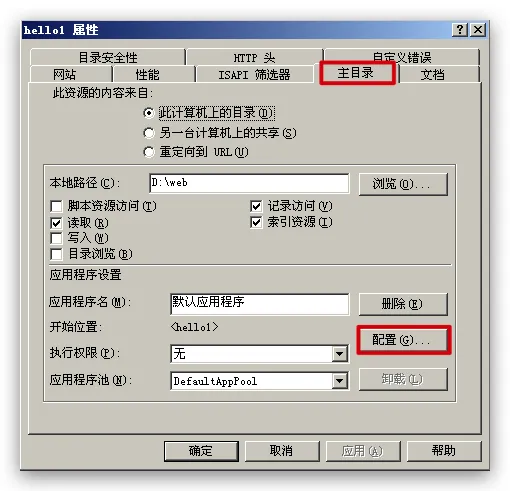 hello1 属性
目录安全性 HTTP 头 自定义错误
网站 性能 ISAPI 筛选器 主目录 文档
此资源的内容来自:
此计算机上的目录(D)
另一台计算机上的共享(S)
重定向到 URL(U)
本地路径(C): D:\web 浏览(O)...
脚本资源访问(T) 记录访问(V)
读取(R) 索引资源(I)
写入(W)
目录浏览(B)
应用程序设置
应用程序名(M): 默认应用程序 删除(E)
开始位置: <hello1>
配置(G)...
执行权限(P): 无
应用程序池(N): DefaultAppPool 卸载(L)
确定 取消 应用(A) 帮助